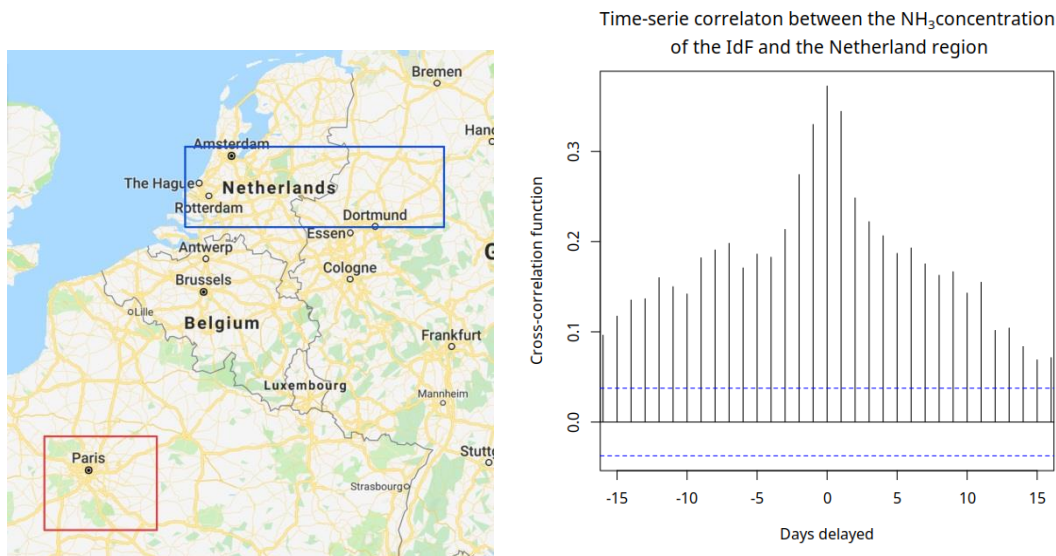 Bremen
Hanc
Amsterdam
The Hague
Netherlands
Rotterdam
Dortmund
Essen
Antwerp
G
Cologne
Brussels
Lille
Belgium
Frankfurt
Luxembourg
Mannheim
Paris
Stuttg
Strasbourg
Time-serie correlaton between the NH₃concentration
of the IdF and the Netherland region
Cross-correlation function
0.3
0.2
0.1
0.0
-15 -10 -5 0 5 10 15
Days delayed